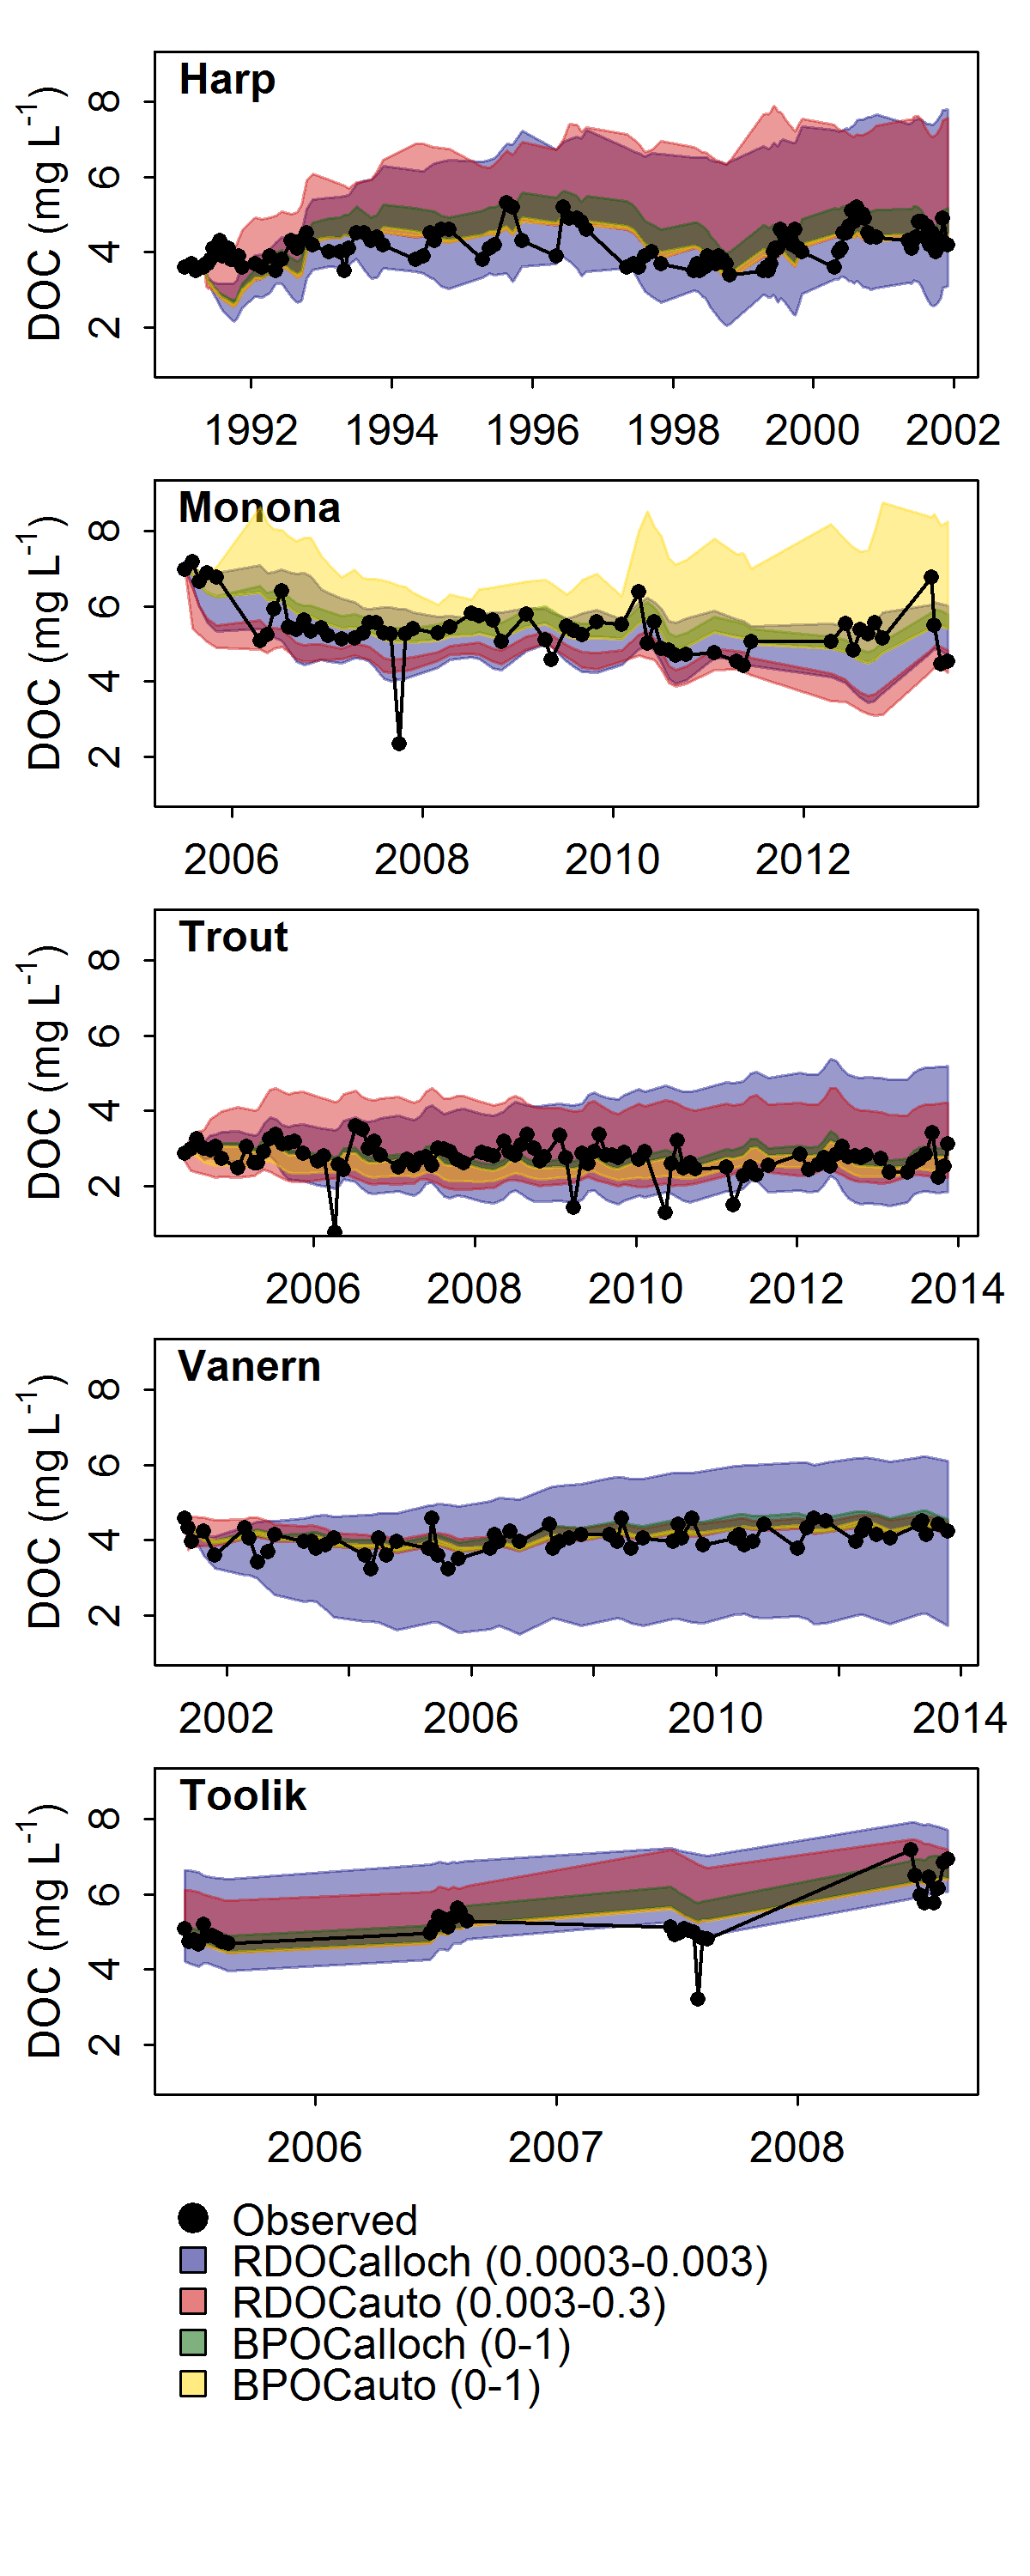 Harp
DOC (mg L-1)
8
6
4
2
1992 1994 1996 1998 2000 2002
Monona
DOC (mg L-1)
8
6
4
2
2006 2008 2010 2012
Trout
DOC (mg L-1)
8
6
4
2
2006 2008 2010 2012 2014
Vanern
DOC (mg L-1)
8
6
4
2
2002 2006 2010 2014
Toolik
DOC (mg L-1)
8
6
4
2
2006 2007 2008
Observed
RDOCalloch (0.0003-0.003)
RDOCauto (0.003-0.3)
BPOCalloch (0-1)
BPOCauto (0-1)